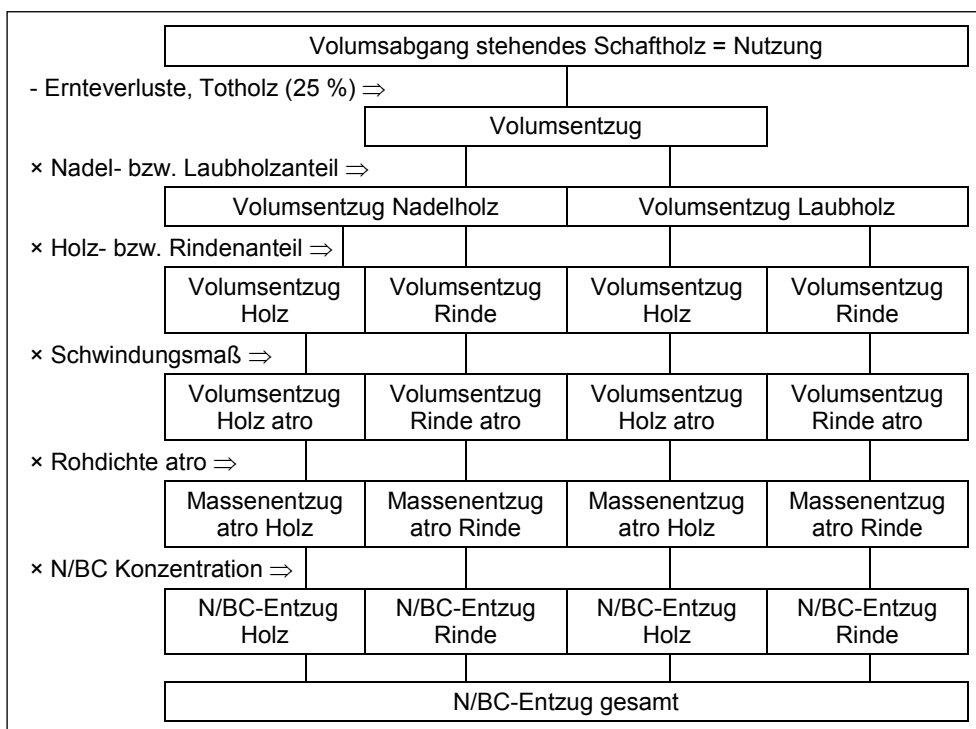 Volumsabgang stehendes Schaftholz = Nutzung
- Ernteverluste, Totholz (25 %) ⇒
Volumsentzug
× Nadel- bzw. Laubholzanteil ⇒
Volumsentzug Nadelholz Volumsentzug Laubholz
× Holz- bzw. Rindenanteil ⇒
Volumsentzug Volumsentzug Volumsentzug Volumsentzug
Holz Rinde Holz Rinde
× Schwindungsmaß ⇒
Volumsentzug Volumsentzug Volumsentzug Volumsentzug
Holz atro Rinde atro Holz atro Rinde atro
× Rohdichte atro ⇒
Massenentzug Massenentzug Massenentzug Massenentzug
atro Holz atro Rinde atro Holz atro Rinde
× N/BC Konzentration ⇒
N/BC-Entzug N/BC-Entzug N/BC-Entzug N/BC-Entzug
Holz Rinde Holz Rinde
N/BC-Entzug gesamt